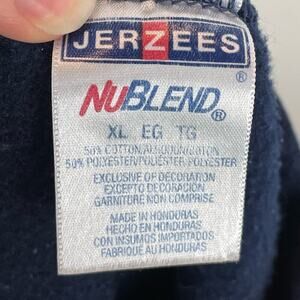 JERZEES
®
NUBLEND®
XL EG TG
50% COTTON/ALGODON/COTON
50% POLYESTER/POLIÉSTER/POLYESTER
EXCLUSIVE OF DECORATION
EXCEPTO DECORACIÓN
GARNITURE NON COMPRISE
MADE IN HONDURAS
HECHO EN HONDURAS
CON INSUMOS IMPORTADOS
FABRIQUÉ AU HONDURAS